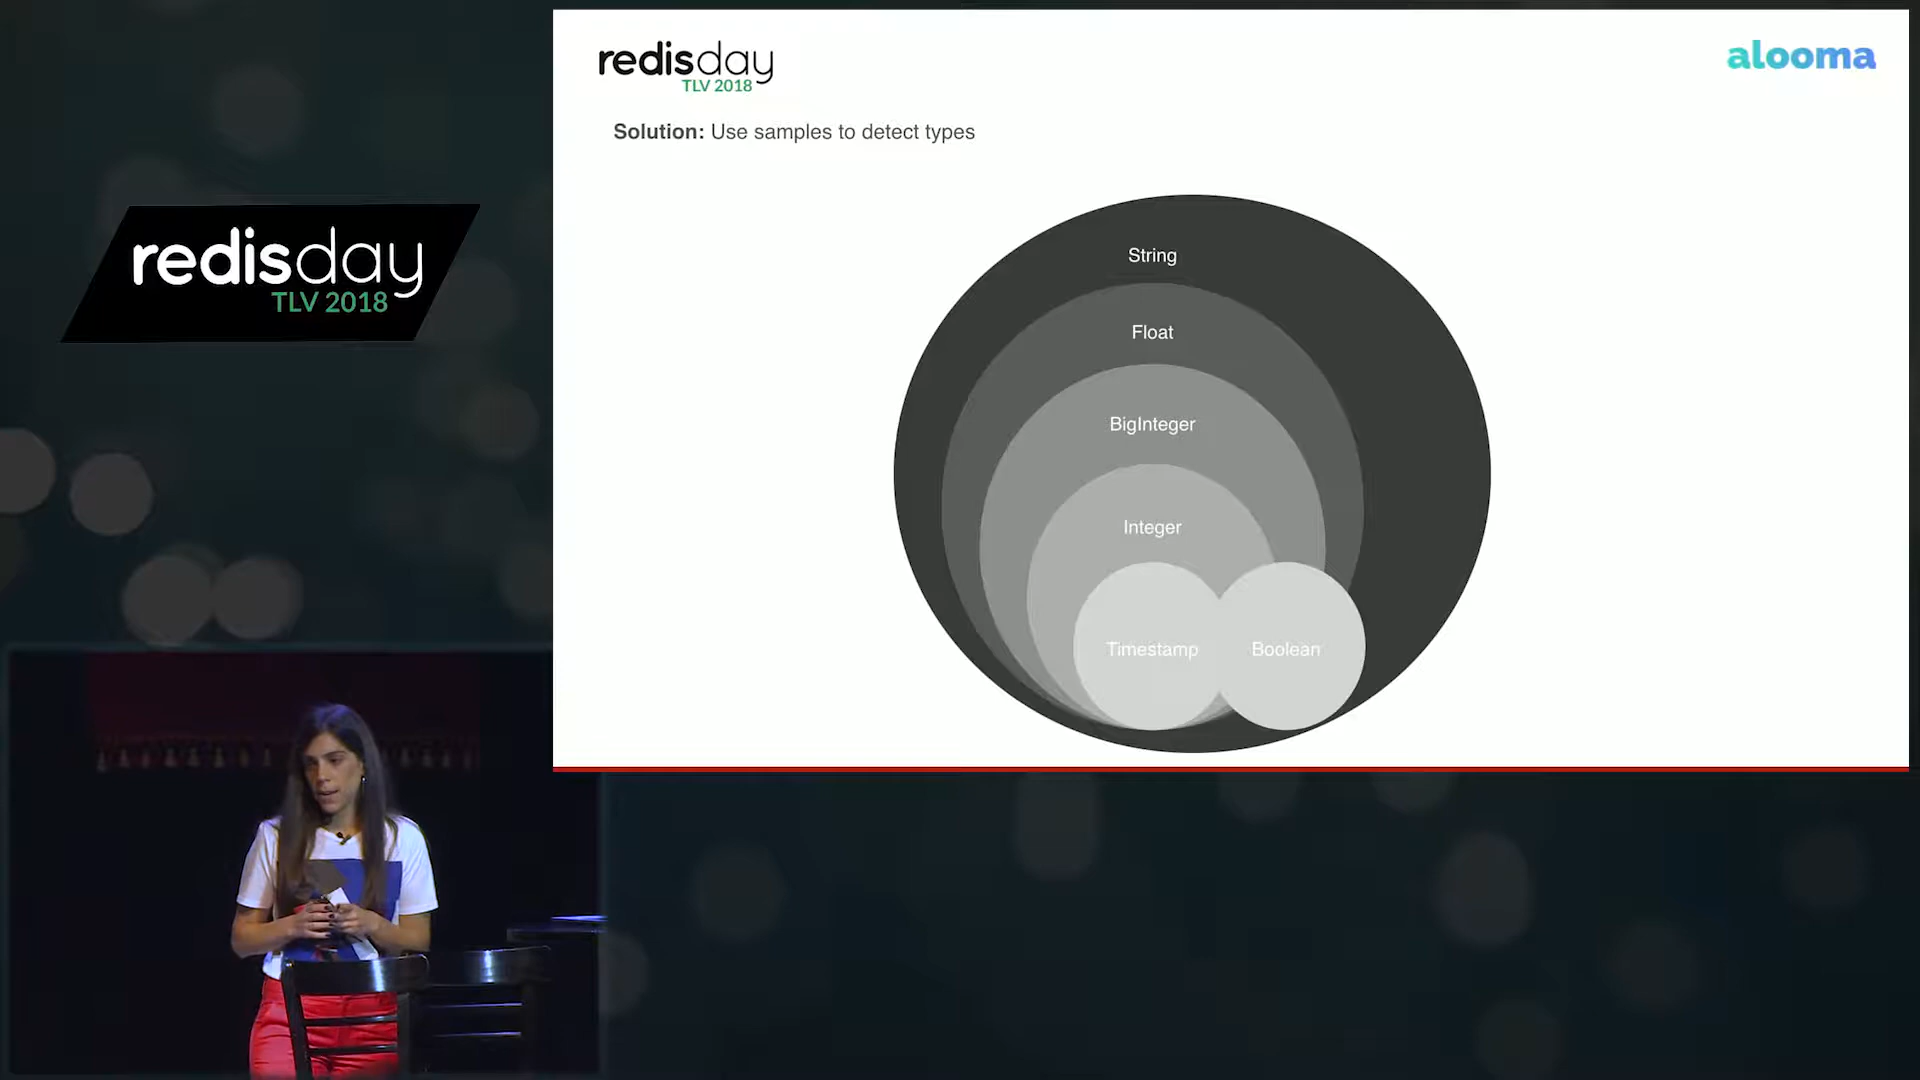 redisday
TLV 2018
alooma
Solution: Use samples to detect types
String
Float
BigInteger
Integer
Timestamp
Boolean
redisday
TLV 2018